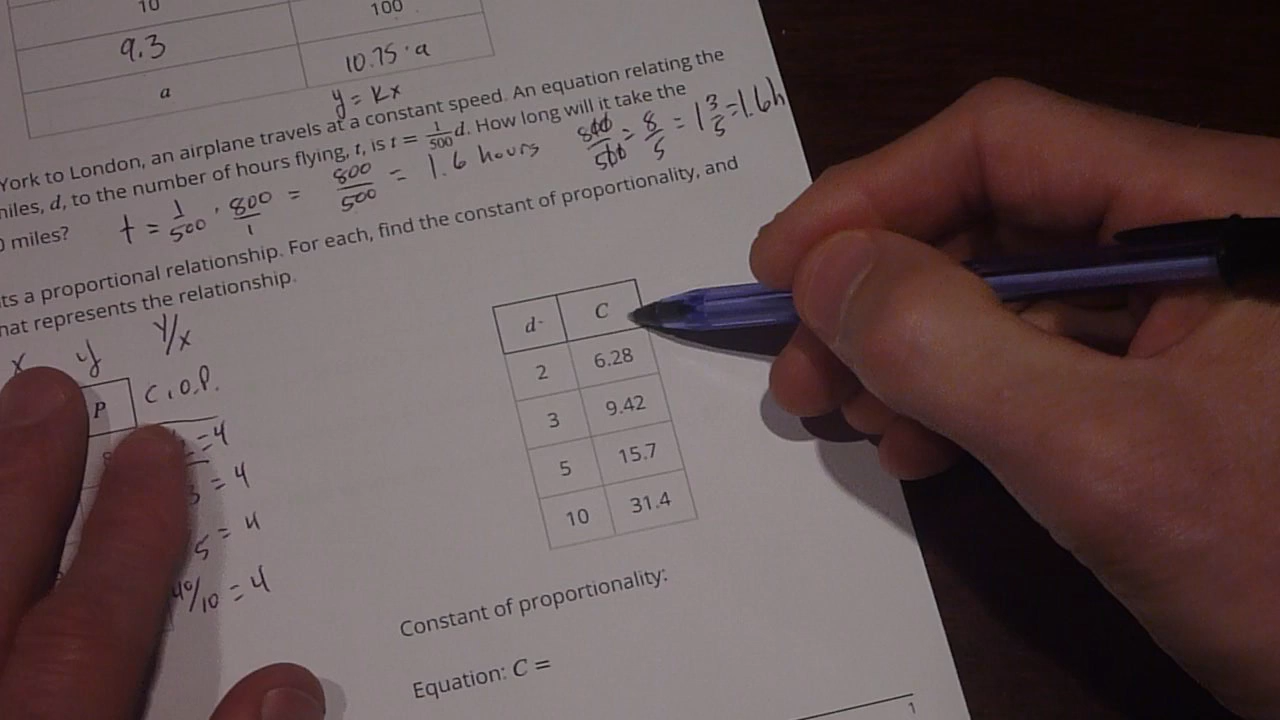 10 100
9.3 10.75 · a
a
y = Kx
York to London, an airplane travels at a constant speed. An equation relating the
miles, d, to the number of hours flying, t, is t = 1/500 d. How long will it take the
miles?
t = 1/500 · 800/1 = 800/500 = 1.6 hours
800/500 = 8/5 = 1 3/5 = 1.6h
a proportional relationship. For each, find the constant of proportionality, and
that represents the relationship.
x y Y/x
P C.O.P.
= 4
= 4
5 = 4
40/10 = 4
d C
2 6.28
3 9.42
5 15.7
10 31.4
Constant of proportionality:
Equation: C =
1